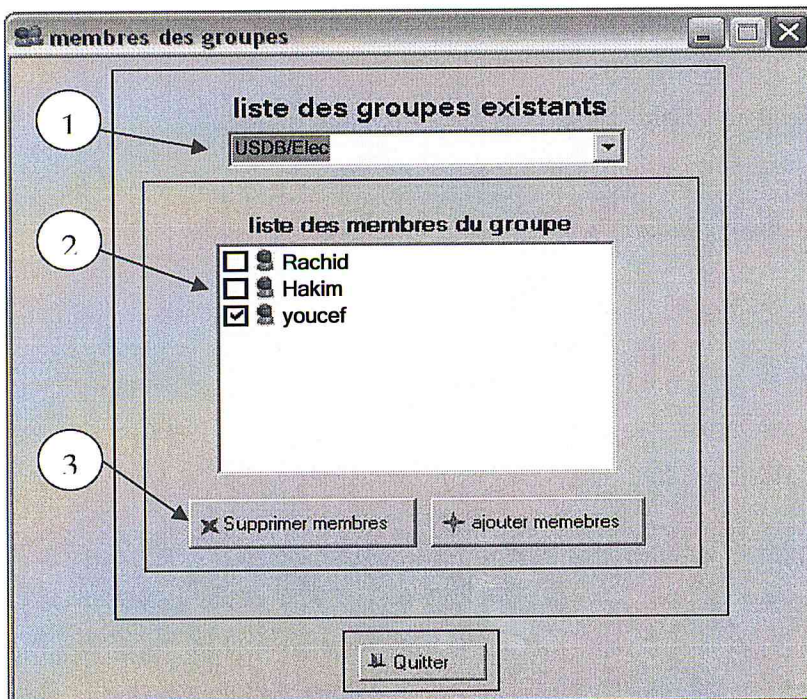 membres des groupes
liste des groupes existants
1
USDB/Elec
liste des membres du groupe
2
Rachid
Hakim
youcef
3
Supprimer membres
ajouter memebres
Quitter